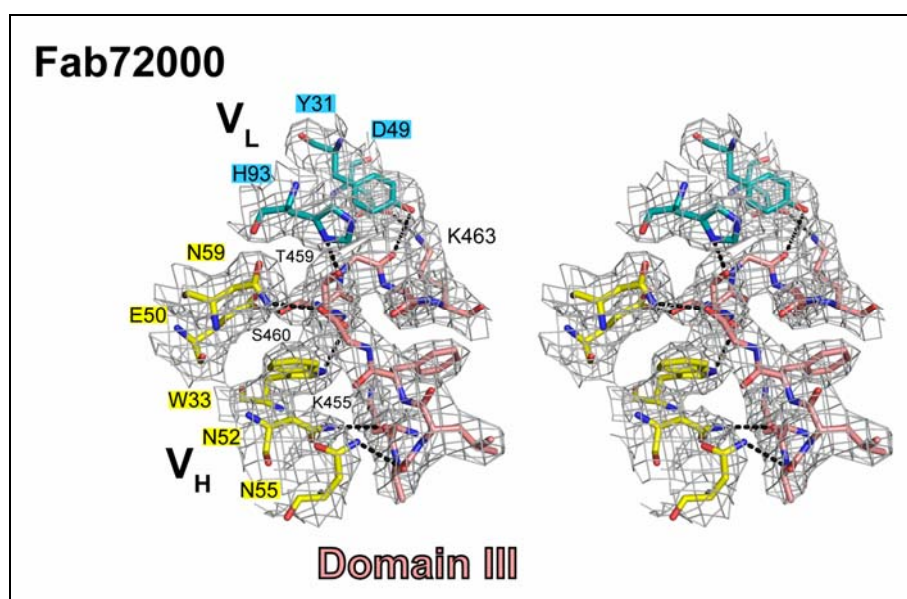 Fab72000
VL
Y31
D49
H93
K463
T459
N59
E50
S460
W33
K455
N52
VH
N55
Domain III